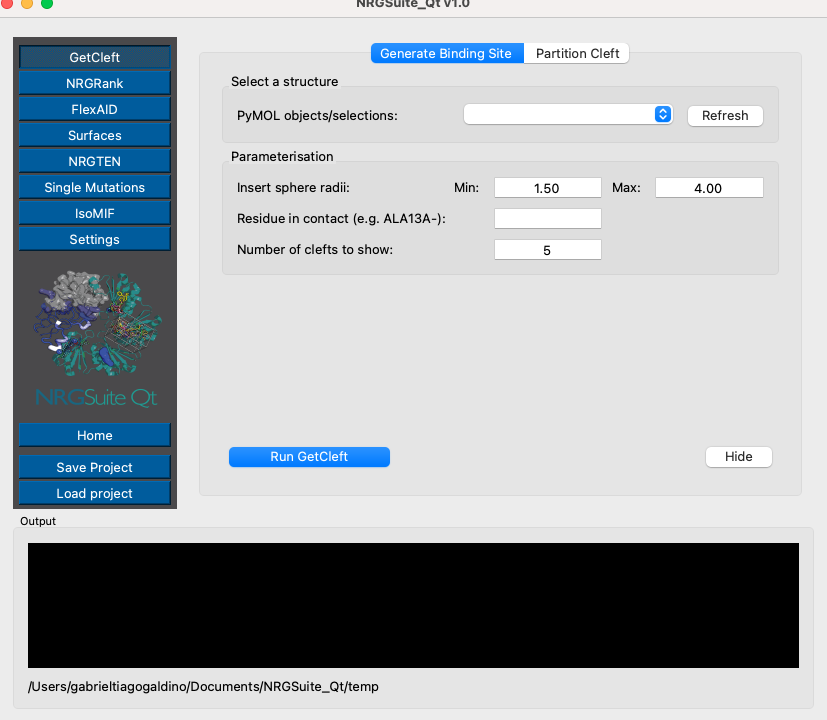 NRGSuite_Qt v1.0
GetCleft
NRGRank
FlexAID
Surfaces
NRGTEN
Single Mutations
IsoMIF
Settings
NRGSuite Qt
Home
Save Project
Load project
Generate Binding Site
Partition Cleft
Select a structure
PyMOL objects/selections:
Refresh
Parameterisation
Insert sphere radii: Min: 1.50 Max: 4.00
Residue in contact (e.g. ALA13A-):
Number of clefts to show: 5
Run GetCleft
Hide
Output
/Users/gabrieltiagogaldino/Documents/NRGSuite_Qt/temp